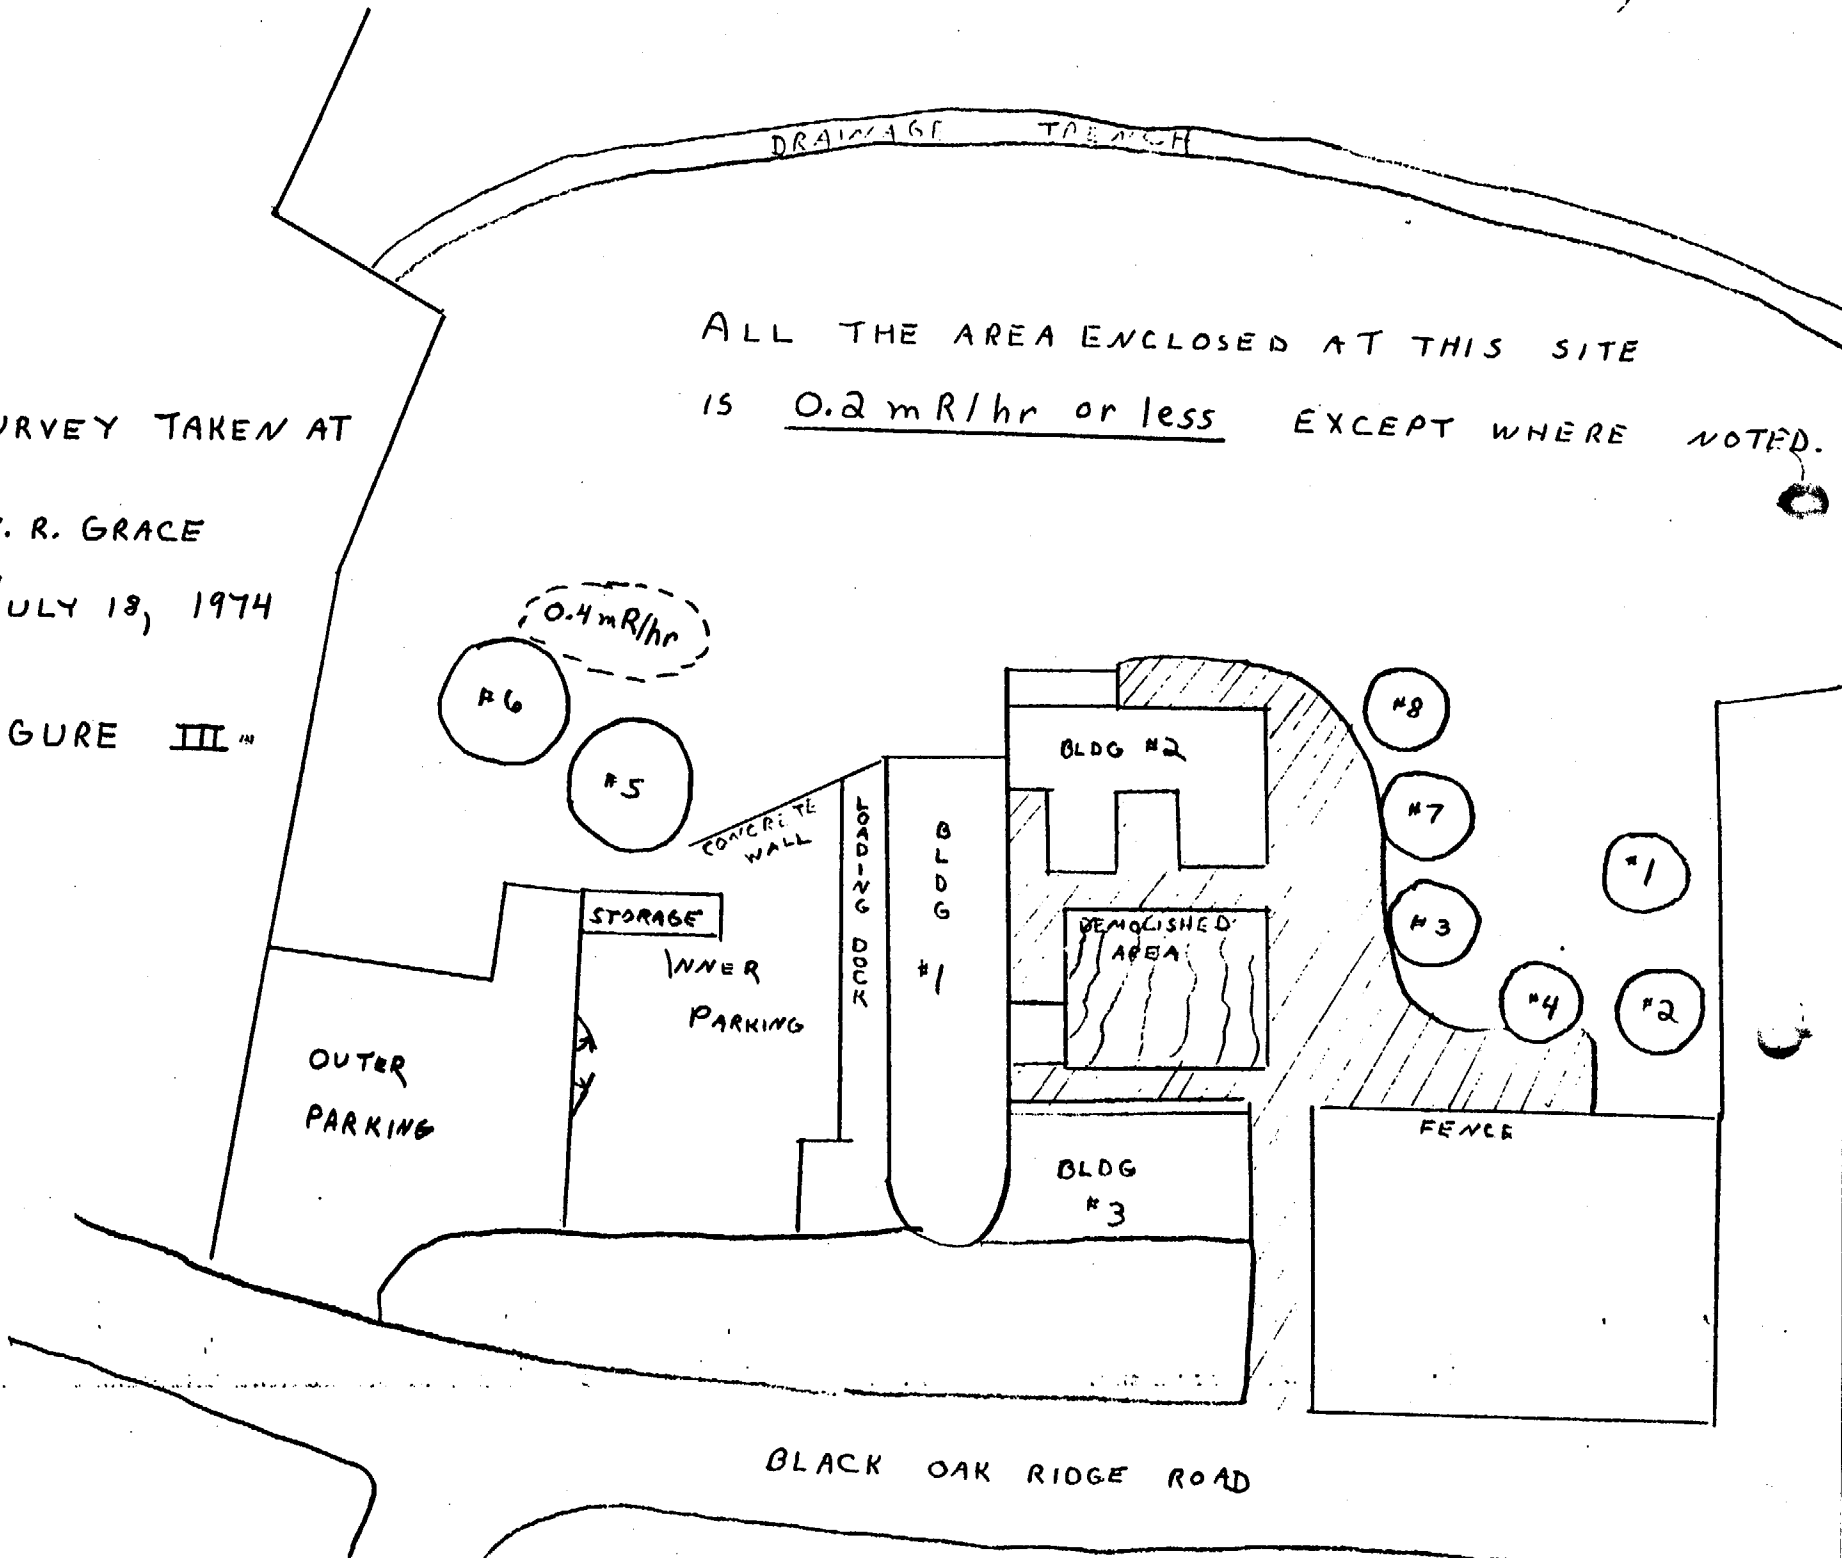 DRAINAGE TRENCH
ALL THE AREA ENCLOSED AT THIS SITE
IS 0.2 mR/hr or less EXCEPT WHERE NOTED.
URVEY TAKEN AT
. R. GRACE
ULY 18, 1974
GURE III
0.4 mR/hr
#6
#5
#8
#7
#1
#3
#4
#2
BLDG #2
CONCRETE
WALL
LOADING DOCK
BLDG
#1
STORAGE
INNER
PARKING
DEMOLISHED
AREA
OUTER
PARKING
FENCE
BLDG
#3
BLACK OAK RIDGE ROAD